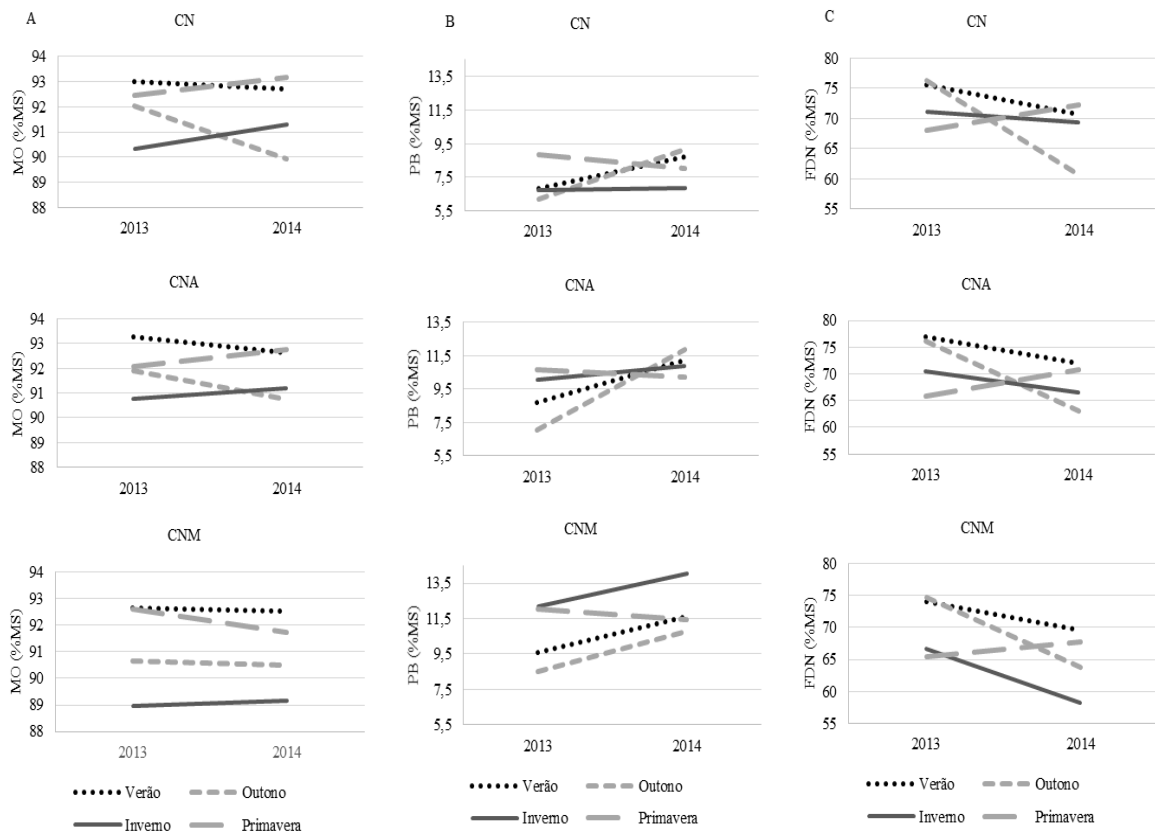 A
CN
MO (%MS)
94
93
92
91
90
89
88
2013 2014
CNA
MO (%MS)
94
93
92
91
90
89
88
2013 2014
CNM
MO (%MS)
94
93
92
91
90
89
88
2013 2014
Verão Outono
Inverno Primavera
B
CN
PB (%MS)
13,5
11,5
9,5
7,5
5,5
2013 2014
CNA
PB (%MS)
13,5
11,5
9,5
7,5
5,5
2013 2014
CNM
PB (%MS)
13,5
11,5
9,5
7,5
5,5
2013 2014
Verão Outono
Inverno Primavera
C
CN
FDN (%MS)
80
75
70
65
60
55
2013 2014
CNA
FDN (%MS)
80
75
70
65
60
55
2013 2014
CNM
FDN (%MS)
80
75
70
65
60
55
2013 2014
Verão Outono
Inverno Primavera